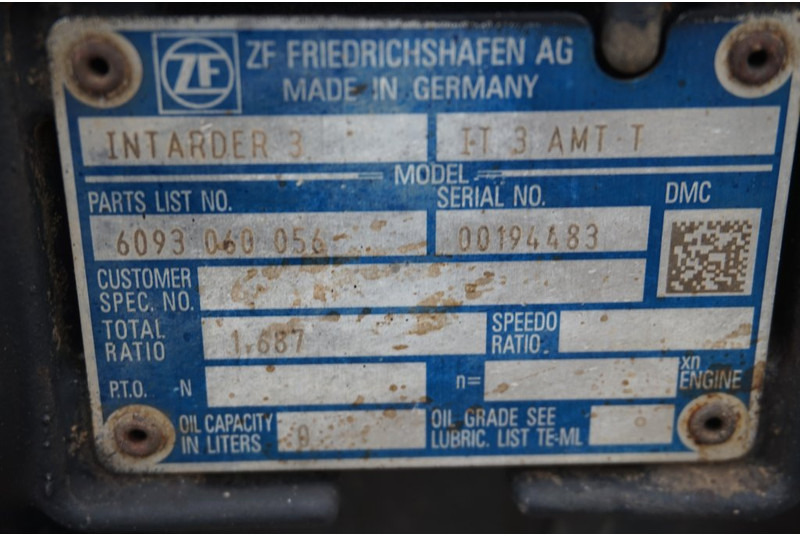 ZF
ZF FRIEDRICHSHAFEN AG
MADE IN GERMANY
INTARDER 3 IT 3 AMT T
MODEL
PARTS LIST NO. SERIAL NO. DMC
6093 060 056 00194483
CUSTOMER
SPEC. NO.
TOTAL
RATIO 1.687 SPEEDO
RATIO
P.T.O. -N n= xn
ENGINE
OIL CAPACITY
IN LITERS 0 OIL GRADE SEE
LUBRIC. LIST TE-ML